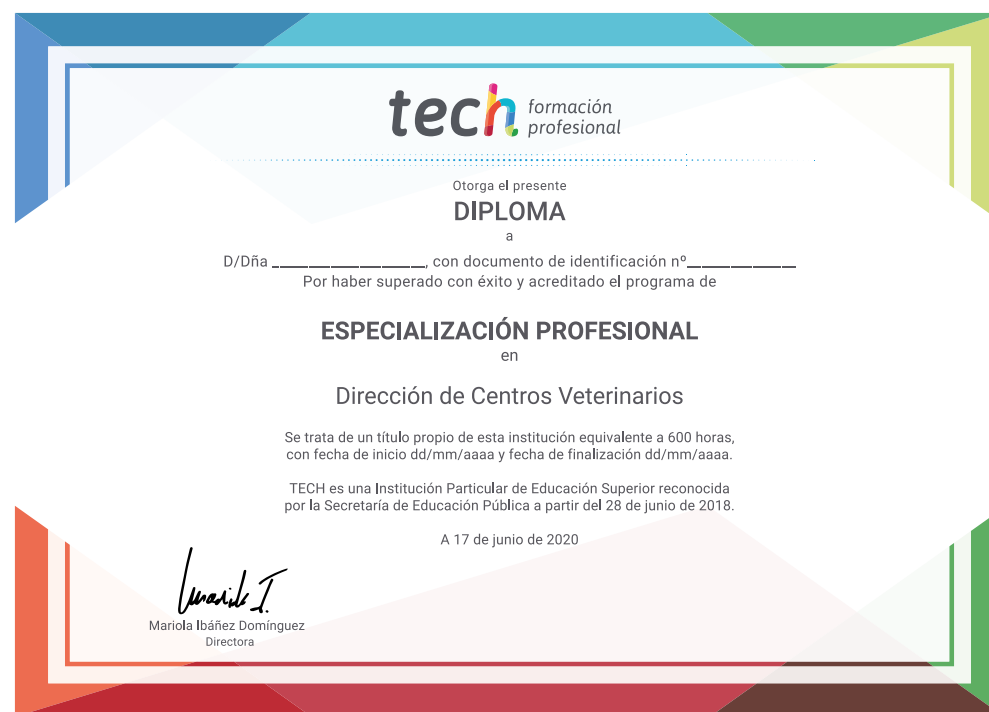 tech formación
profesional
Otorga el presente
DIPLOMA
a
D/Dña ____________________, con documento de identificación nº______________
Por haber superado con éxito y acreditado el programa de
ESPECIALIZACIÓN PROFESIONAL
en
Dirección de Centros Veterinarios
Se trata de un título propio de esta institución equivalente a 600 horas,
con fecha de inicio dd/mm/aaaa y fecha de finalización dd/mm/aaaa.
TECH es una Institución Particular de Educación Superior reconocida
por la Secretaría de Educación Pública a partir del 28 de junio de 2018.
A 17 de junio de 2020
Mariola Ibáñez Domínguez
Directora